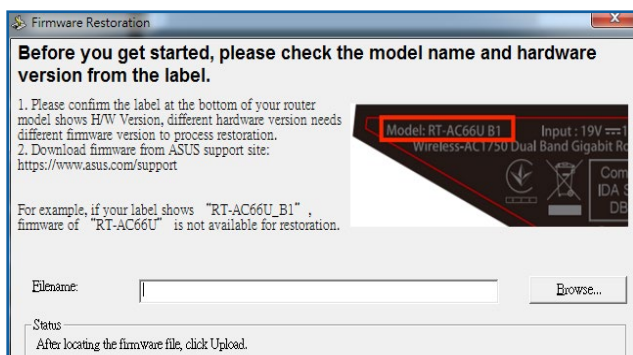 Firmware Restoration
Before you get started, please check the model name and hardware
version from the label.
1. Please confirm the label at the bottom of your router
model shows H/W Version, different hardware version needs
different firmware version to process restoration.
2. Download firmware from ASUS support site:
https://www.asus.com/support
For example, if your label shows “RT-AC66U_B1” ,
firmware of “RT-AC66U” is not available for restoration.
Model: RT-AC66U B1 Input : 19V
Wireless-AC1750 Dual Band Gigabit
Com
IDA S
DB
Filename:
Browse...
Status
After locating the firmware file, click Upload.